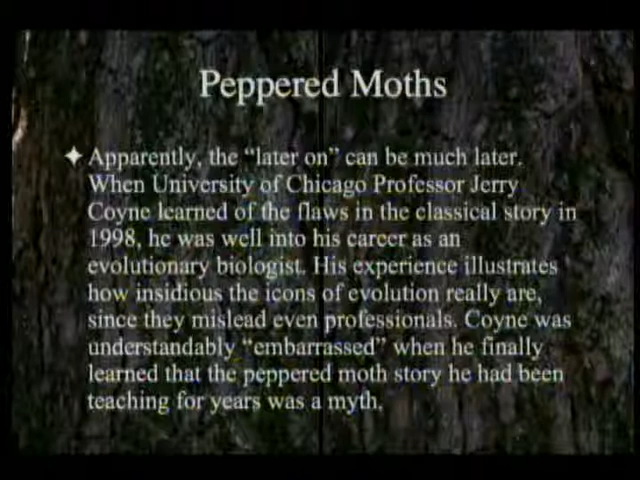 Peppered Moths
Apparently, the “later on” can be much later.
When University of Chicago Professor Jerry
Coyne learned of the flaws in the classical story in
1998, he was well into his career as an
evolutionary biologist. His experience illustrates
how insidious the icons of evolution really are,
since they mislead even professionals. Coyne was
understandably “embarrassed” when he finally
learned that the peppered moth story he had been
teaching for years was a myth.